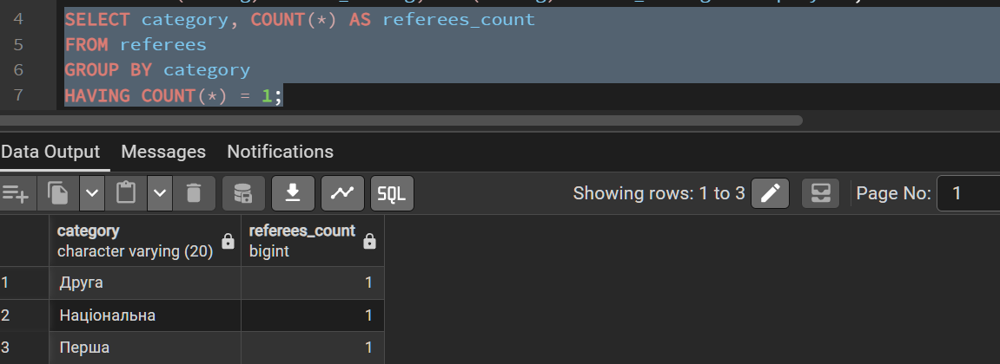 4 SELECT category, COUNT(*) AS referees_count
5 FROM referees
6 GROUP BY category
7 HAVING COUNT(*) = 1;
Data Output Messages Notifications
SQL Showing rows: 1 to 3 Page No: 1
category referees_count
character varying (20) bigint
1 Друга 1
2 Національна 1
3 Перша 1